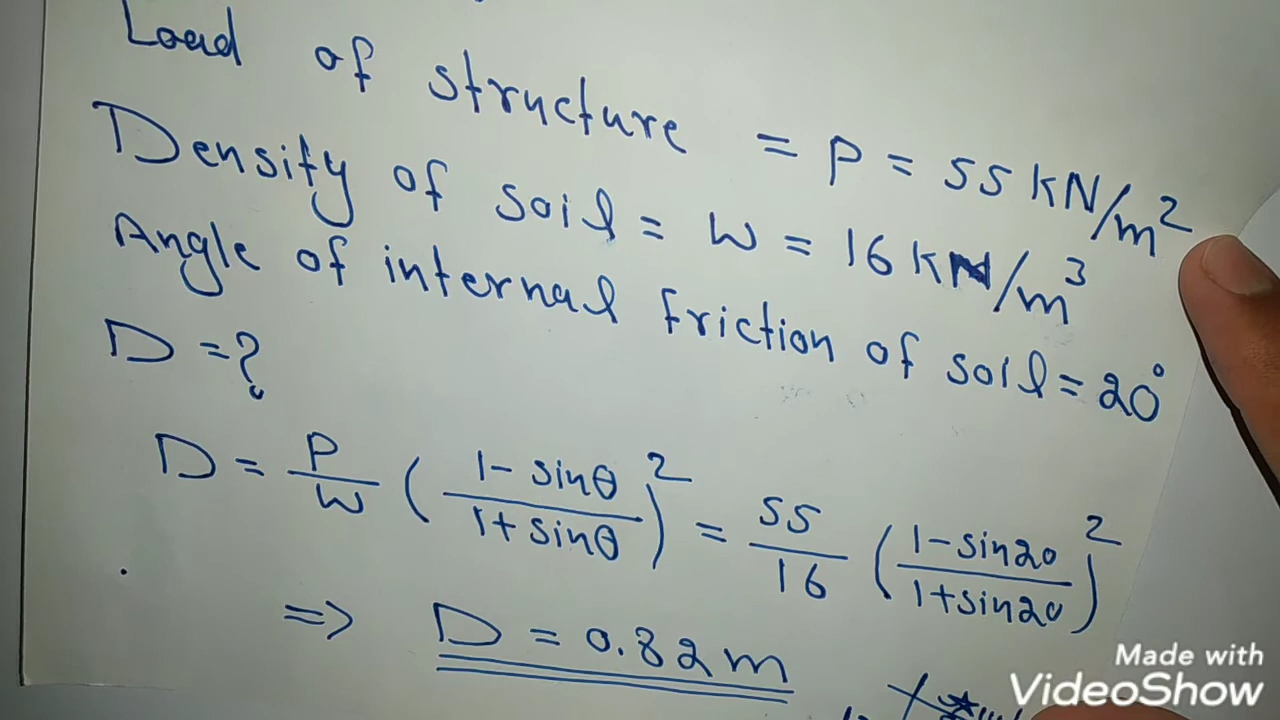 Load of structure = P = 55 KN/m²
Density of soil = W = 16 KN/m³
Angle of internal friction of soil = 20°
D = ?
D = P/W (1 - sinθ / 1 + sinθ)² = 55/16 (1 - sin20 / 1 + sin20)²
=> D = 0.82 m
Made with
VideoShow